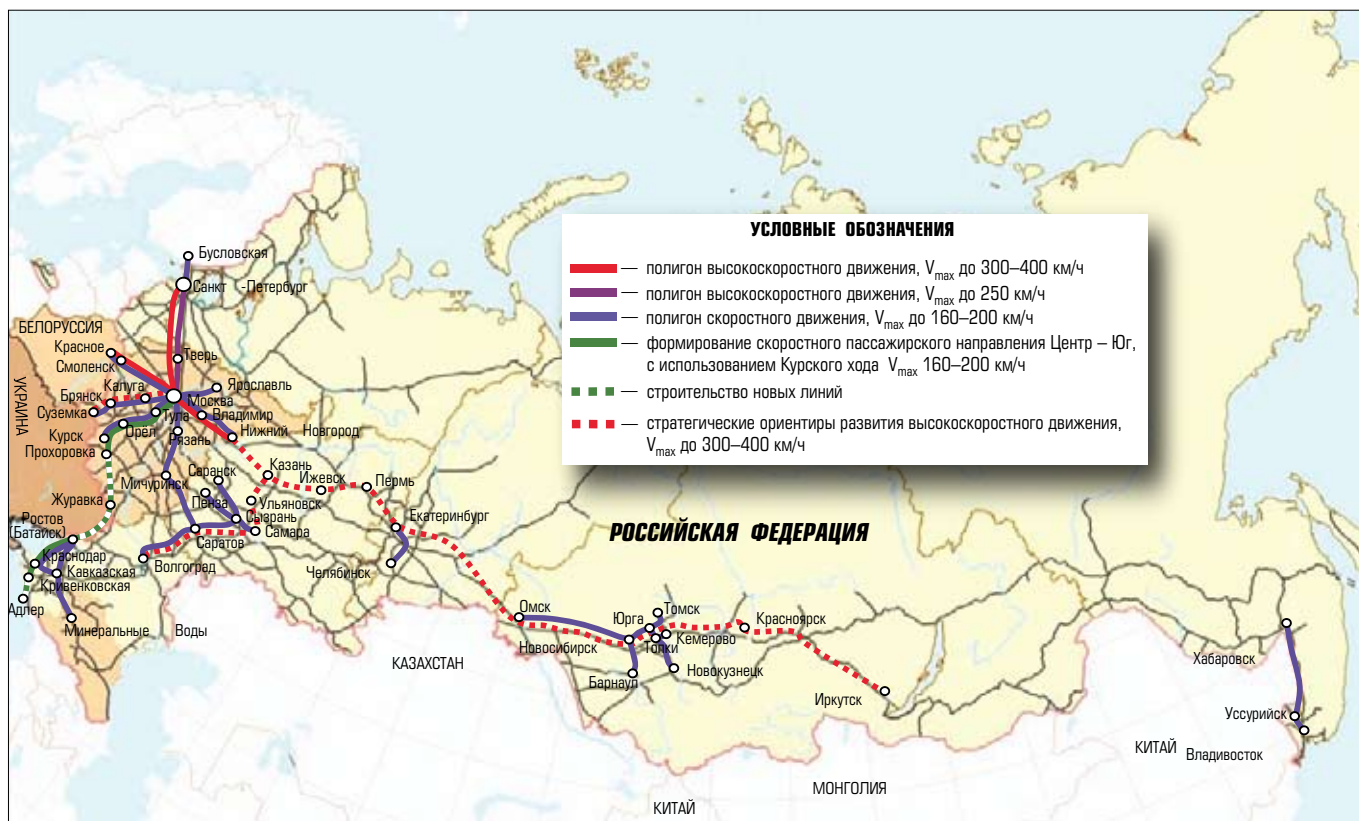 УСЛОВНЫЕ ОБОЗНАЧЕНИЯ
— полигон высокоскоростного движения, Vmax до 300–400 км/ч
— полигон высокоскоростного движения, Vmax до 250 км/ч
— полигон скоростного движения, Vmax до 160–200 км/ч
— формирование скоростного пассажирского направления Центр – Юг,
с использованием Курского хода Vmax 160–200 км/ч
— строительство новых линий
— стратегические ориентиры развития высокоскоростного движения,
Vmax до 300–400 км/ч
Бусловская
Санкт-Петербург
БЕЛОРУССИЯ
Красное
Смоленск
Тверь
УКРАИНА
Калуга
Брянск
Суземка
Ярославль
Москва
Владимир
Тула
Орёл
Рязань
Нижний Новгород
Курск
Прохоровка
Саранск
Казань
Ижевск
Пермь
Мичуринск
Пенза
Ульяновск
Журавка
Сызрань
Самара
Екатеринбург
Ростов
(Батайск)
Саратов
РОССИЙСКАЯ ФЕДЕРАЦИЯ
Краснодар
Кавказская
Волгоград
Челябинск
Кривенковская
Адлер
Минеральные Воды
Омск
Юрга
Томск
Красноярск
Новосибирск
Топки
Кемерово
Барнаул
Новокузнецк
Иркутск
КАЗАХСТАН
Хабаровск
Уссурийск
КИТАЙ
Владивосток
МОНГОЛИЯ
КИТАЙ